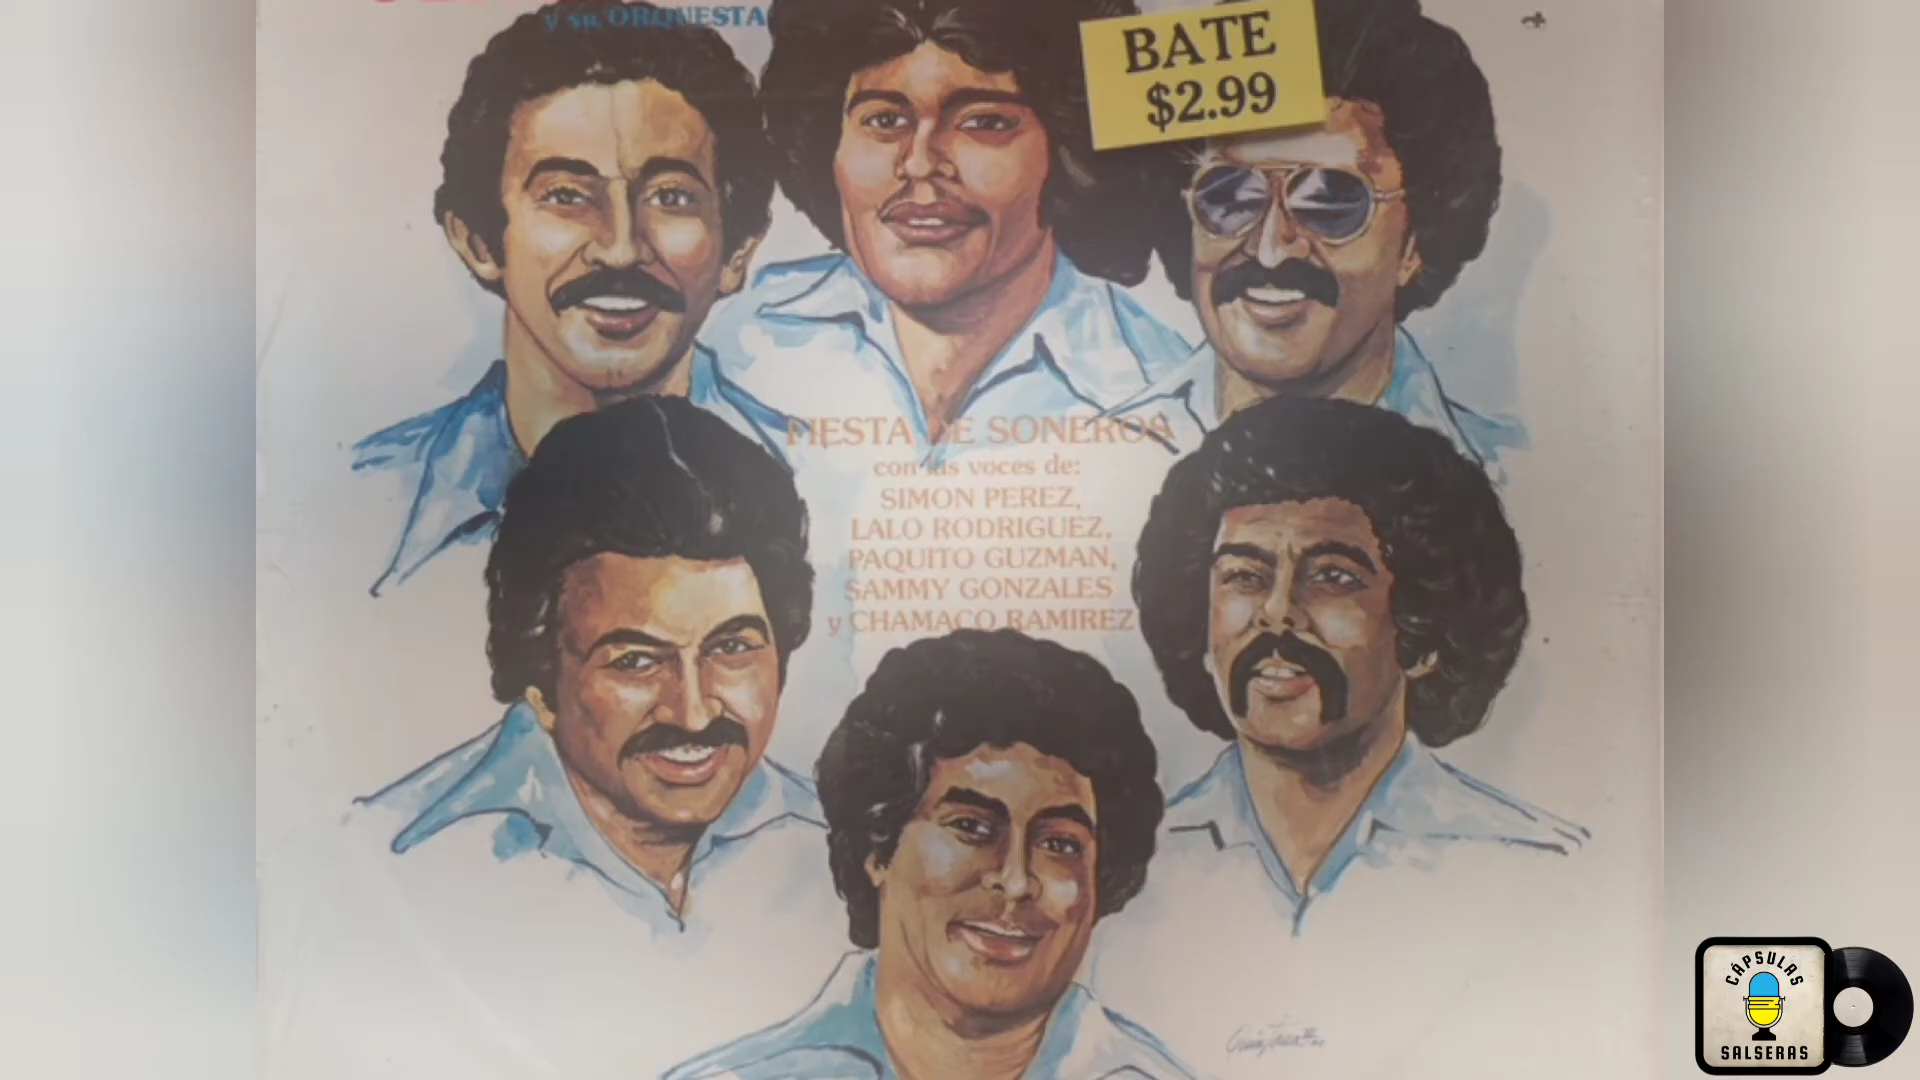 y su ORQUESTA
BATE
$2.99
FIESTA DE SONEROS
con las voces de:
SIMON PEREZ,
LALO RODRIGUEZ,
PAQUITO GUZMAN,
SAMMY GONZALES
y CHAMACO RAMIREZ
CÁPSULAS
SALSERAS